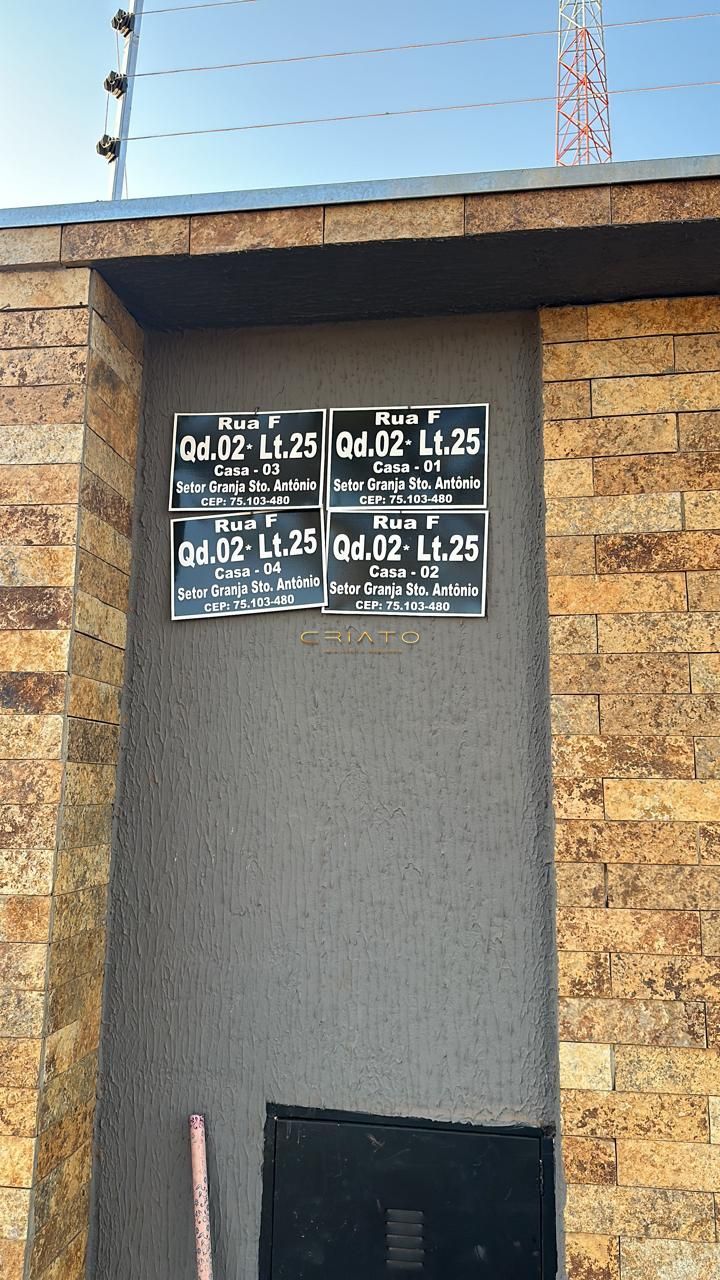 Rua F
Qd.02* Lt.25
Casa - 03
Setor Granja Sto. Antônio
CEP: 75.103-480
Rua F
Qd.02* Lt.25
Casa - 01
Setor Granja Sto. Antônio
CEP: 75.103-480
Rua F
Qd.02* Lt.25
Casa - 04
Setor Granja Sto. Antônio
CEP: 75.103-480
Rua F
Qd.02* Lt.25
Casa - 02
Setor Granja Sto. Antônio
CEP: 75.103-480
CRIATO